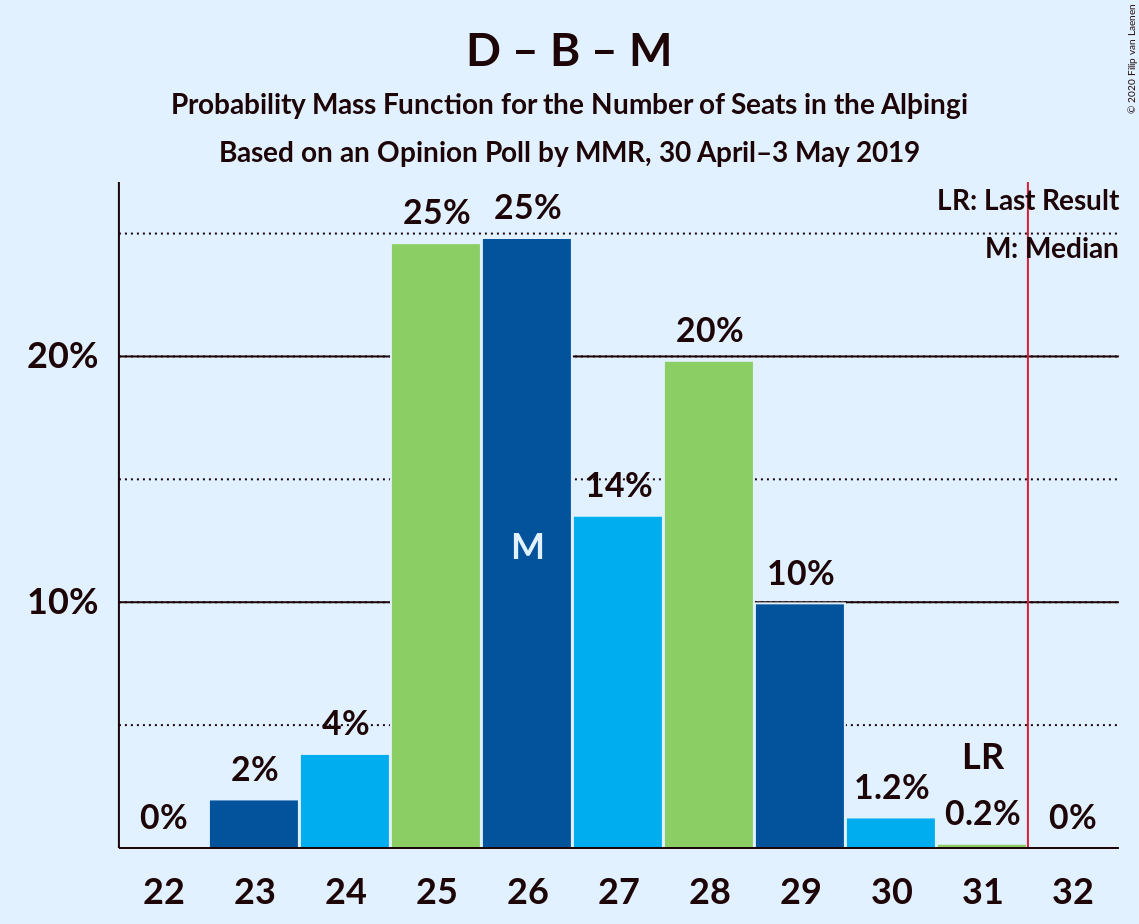 D – B – M
Probability Mass Function for the Number of Seats in the Alþingi
Based on an Opinion Poll by MMR, 30 April–3 May 2019
© 2020 Filip van Laenen
LR: Last Result
M: Median
25%
25%
20%
20%
14%
M
10%
10%
4%
2%
LR
1.2%
0.2%
0%
0%
22 23 24 25 26 27 28 29 30 31 32